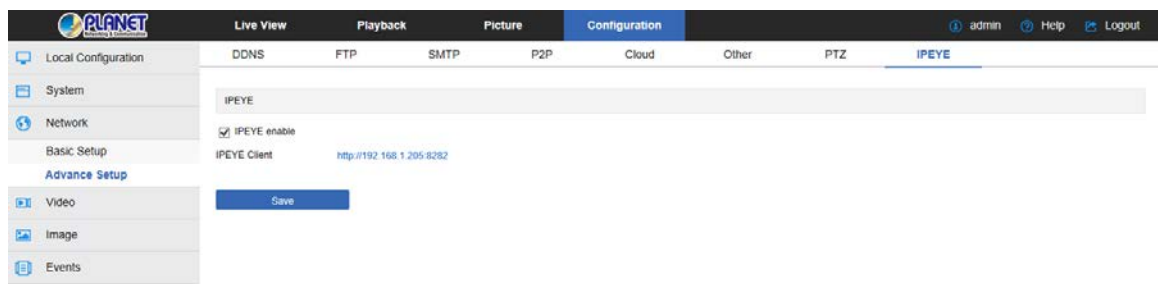 PLANET
Networking & Communication
Live View Playback Picture Configuration admin Help Logout
Local Configuration
System
Network
Basic Setup
Advance Setup
Video
Image
Events
DDNS FTP SMTP P2P Cloud Other PTZ IPEYE
IPEYE
IPEYE enable
IPEYE Client http://192.168.1.205:8282
Save